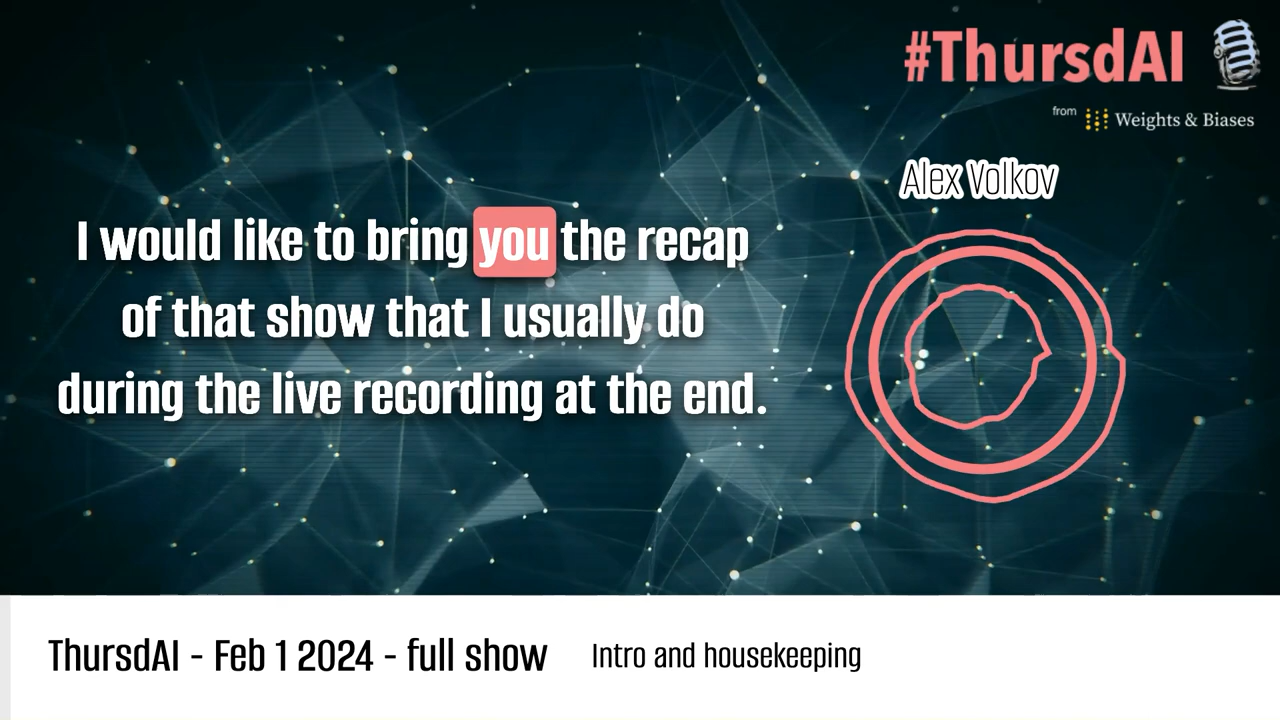 #ThursdAI
from Weights & Biases
Alex Volkov
I would like to bring you the recap
of that show that I usually do
during the live recording at the end.
ThursdAI - Feb 1 2024 - full show
Intro and housekeeping